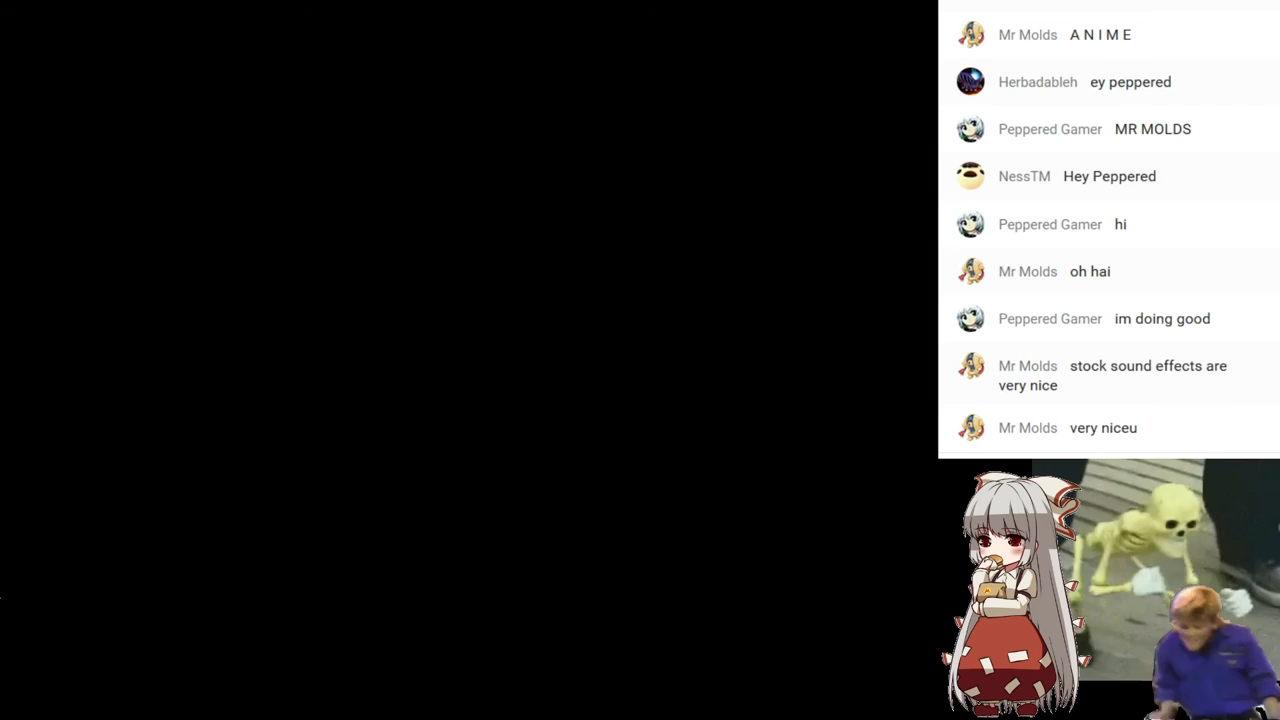 Mr Molds A N I M E
Herbadableh ey peppered
Peppered Gamer MR MOLDS
NessTM Hey Peppered
Peppered Gamer hi
Mr Molds oh hai
Peppered Gamer im doing good
Mr Molds stock sound effects are
very nice
Mr Molds very niceu